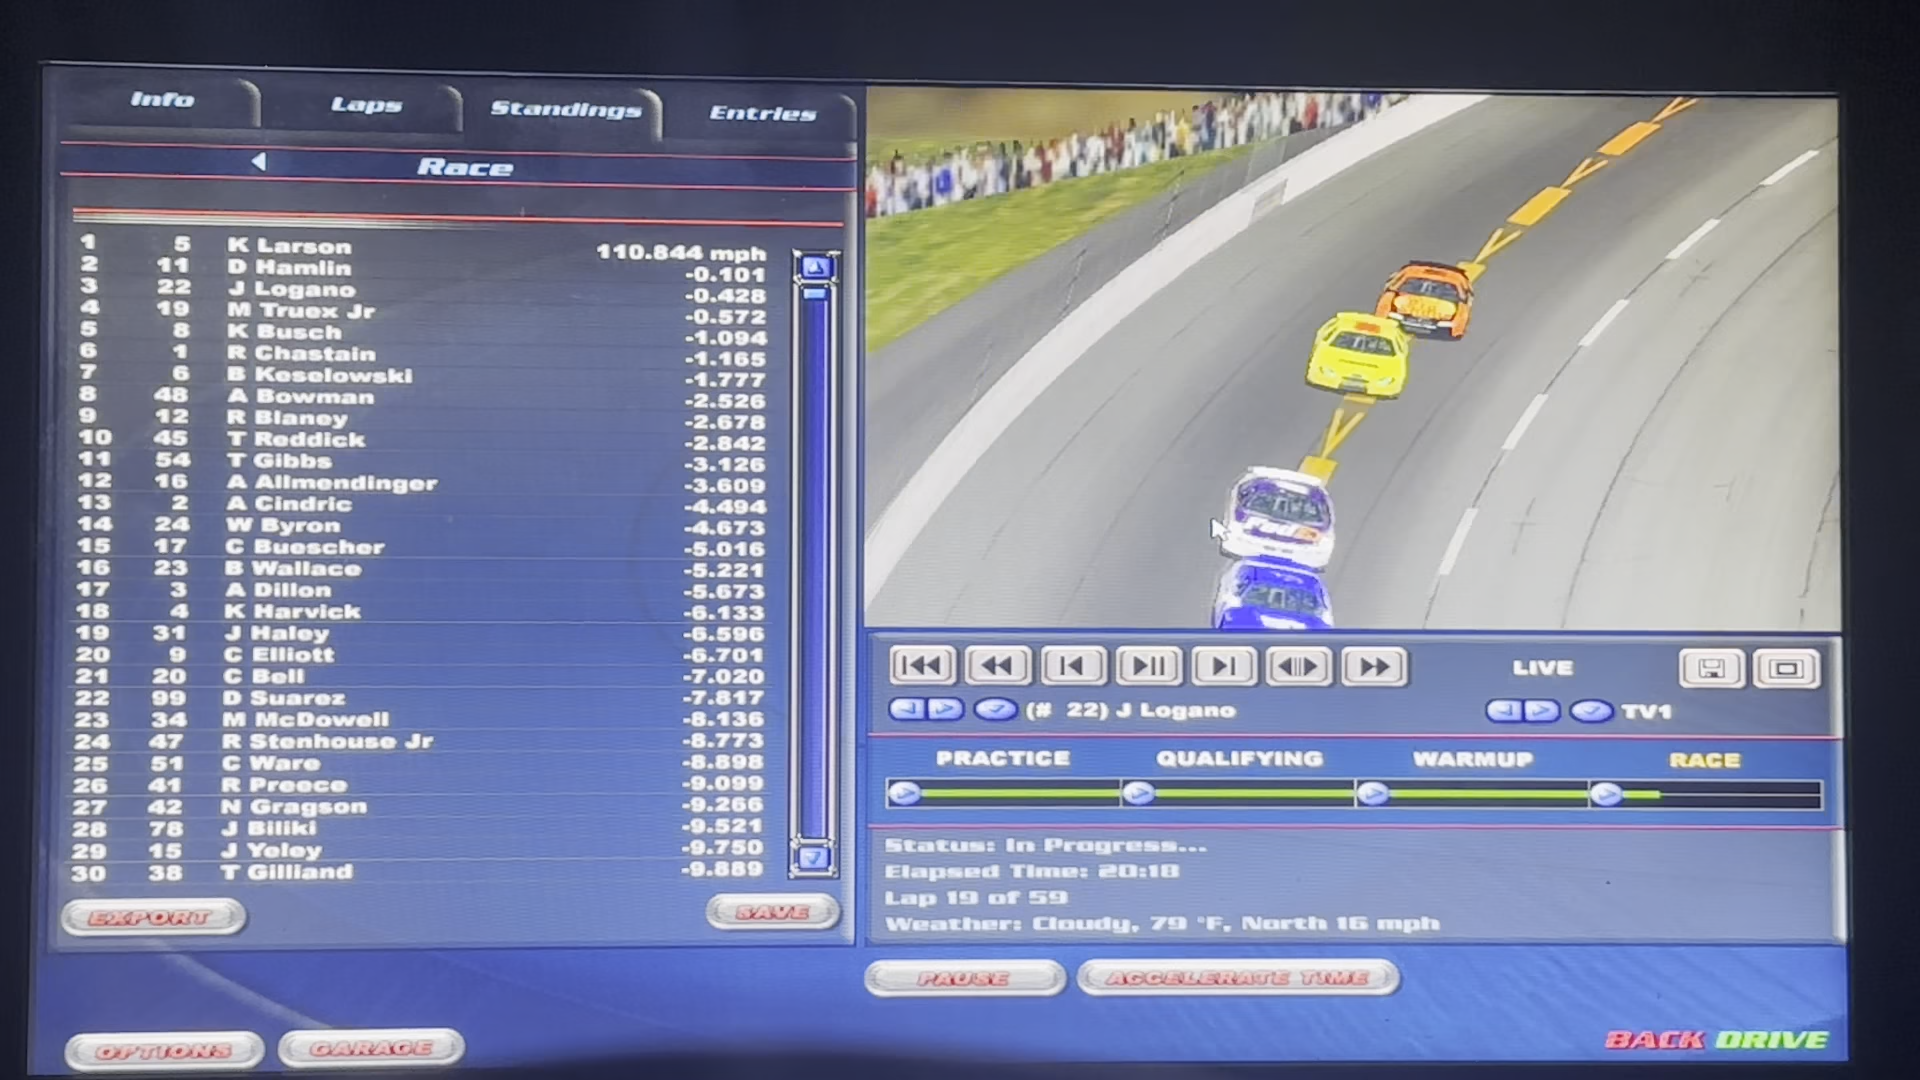 Info Laps Standings Entries
Race
1 5 K Larson 110.844 mph
2 11 D Hamlin -0.101
3 22 J Logano -0.428
4 19 M Truex Jr -0.572
5 8 K Busch -1.094
6 1 R Chastain -1.165
7 6 B Keselowski -1.777
8 48 A Bowman -2.526
9 12 R Blaney -2.678
10 45 T Reddick -2.842
11 54 T Gibbs -3.126
12 16 A Allmendinger -3.609
13 2 A Cindric -4.494
14 24 W Byron -4.673
15 17 C Buescher -5.016
16 23 B Wallace -5.221
17 3 A Dillon -5.673
18 4 K Harvick -6.133
19 31 J Haley -6.596
20 9 C Elliott -6.701
21 20 C Bell -7.020
22 99 D Suarez -7.817
23 34 M McDowell -8.136
24 47 R Stenhouse Jr -8.773
25 51 C Ware -8.898
26 41 R Preece -9.099
27 42 N Gragson -9.266
28 78 J Biliki -9.521
29 15 J Yeley -9.750
30 38 T Gilliand -9.889
EXPORT SAVE
OPTIONS GARAGE
FedEx
LIVE
(# 22) J Logano TV1
PRACTICE QUALIFYING WARMUP RACE
Status: In Progress...
Elapsed Time: 20:18
Lap 19 of 59
Weather: Cloudy, 79 °F, North 16 mph
PAUSE ACCELERATE TIME
BACK DRIVE